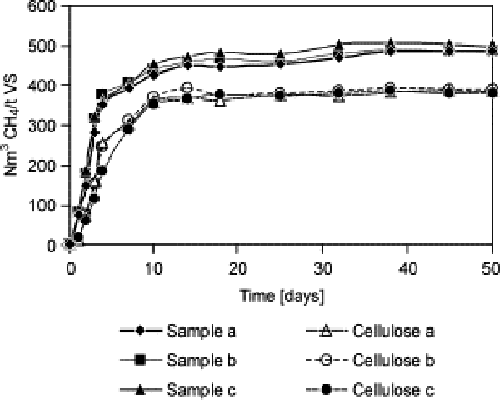 600
500
400
300
200
100
0
Nm³ CH₄/t VS
0 10 20 30 40 50
Time [days]
Sample a
Cellulose a
Sample b
Cellulose b
Sample c
Cellulose c